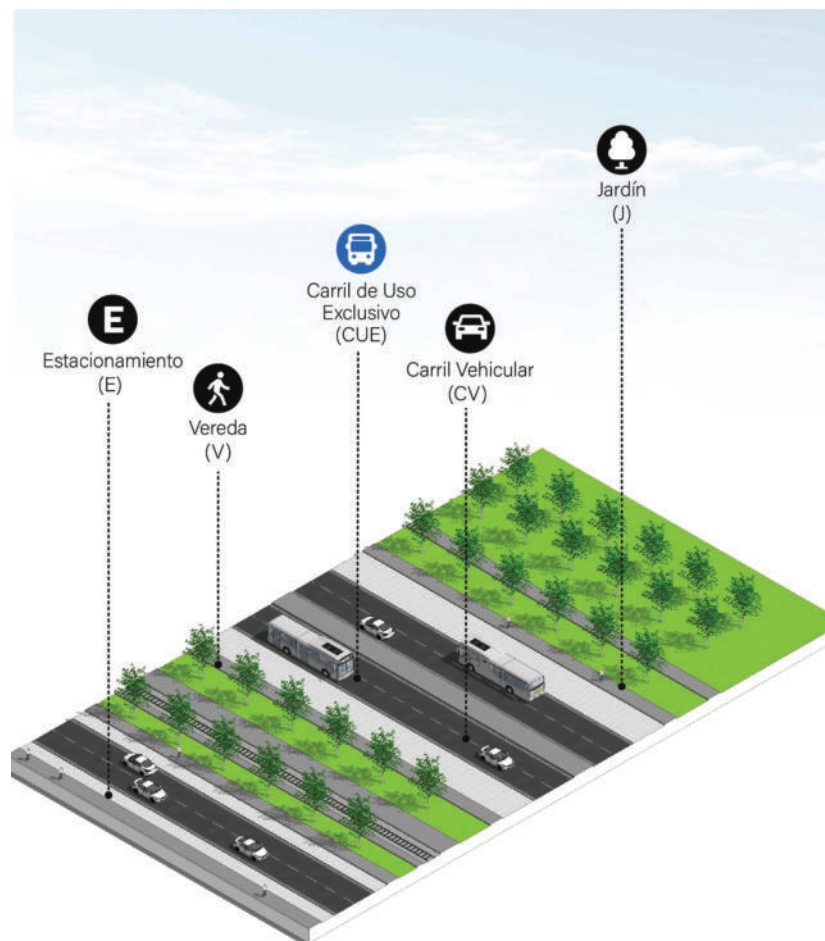 Jardín
(J)
Carril de Uso
Exclusivo
(CUE)
E
Estacionamiento
(E)
Carril Vehicular
(CV)
Vereda
(V)